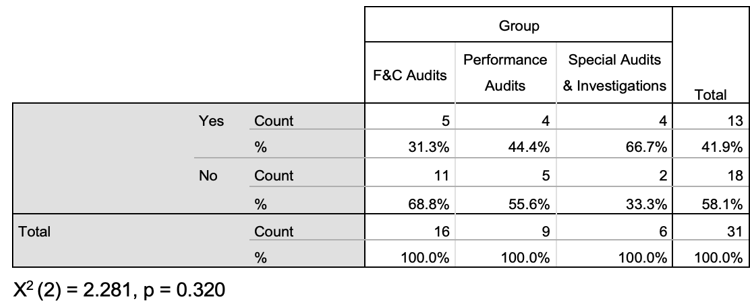 Group
F&C Audits Performance Audits Special Audits & Investigations Total
Yes Count 5 4 4 13
% 31.3% 44.4% 66.7% 41.9%
No Count 11 5 2 18
% 68.8% 55.6% 33.3% 58.1%
Total Count 16 9 6 31
% 100.0% 100.0% 100.0% 100.0%
X² (2) = 2.281, p = 0.320